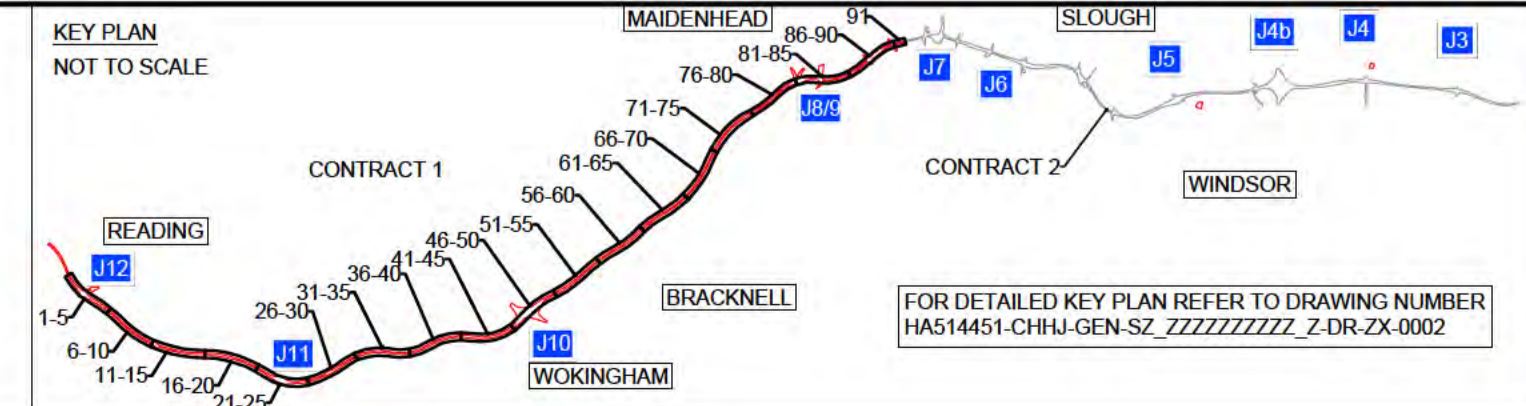 KEY PLAN
NOT TO SCALE
MAIDENHEAD
91
86-90
81-85
76-80
71-75
66-70
61-65
56-60
51-55
46-50
41-45
36-40
31-35
26-30
SLOUGH
J4b
J4
J3
J5
J7
J6
J8/9
CONTRACT 1
CONTRACT 2
WINDSOR
READING
J12
1-5
6-10
11-15
16-20
21-25
J11
J10
WOKINGHAM
BRACKNELL
FOR DETAILED KEY PLAN REFER TO DRAWING NUMBER
HA514451-CHHJ-GEN-SZ_ZZZZZZZZZZ_Z-DR-ZX-0002